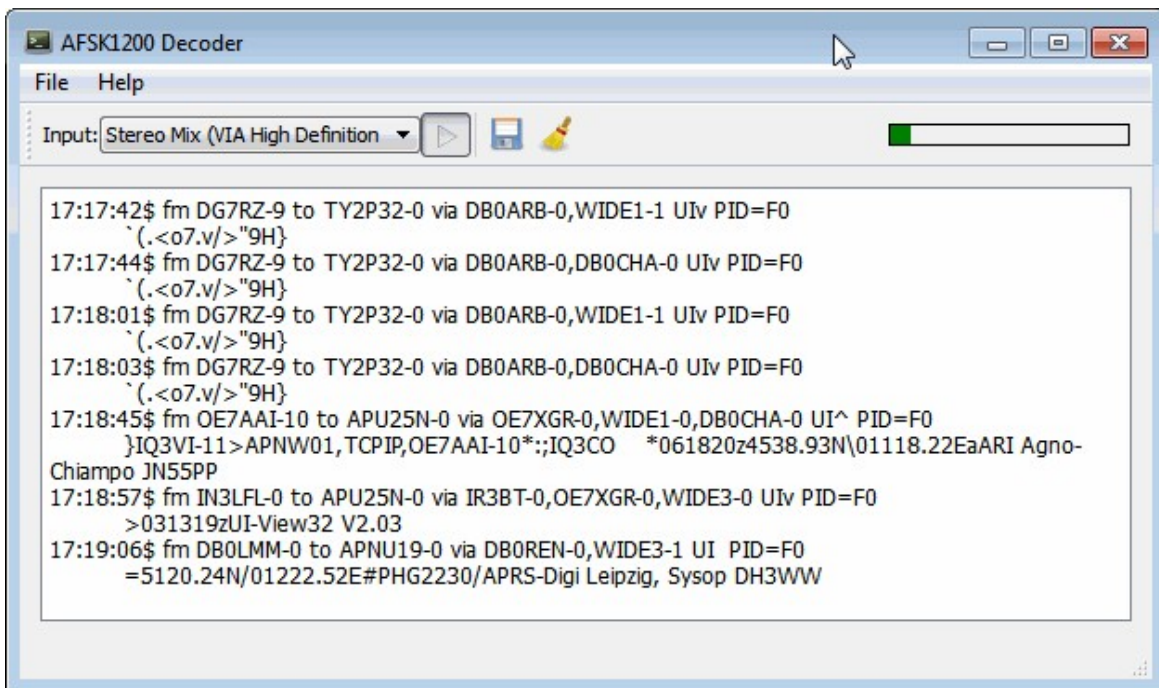 AFSK1200 Decoder
File Help
Input: Stereo Mix (VIA High Definition
17:17:42$ fm DG7RZ-9 to TY2P32-0 via DB0ARB-0,WIDE1-1 UIv PID=F0
`(.<o7.v/>"9H}
17:17:44$ fm DG7RZ-9 to TY2P32-0 via DB0ARB-0,DB0CHA-0 UIv PID=F0
`(.<o7.v/>"9H}
17:18:01$ fm DG7RZ-9 to TY2P32-0 via DB0ARB-0,WIDE1-1 UIv PID=F0
`(.<o7.v/>"9H}
17:18:03$ fm DG7RZ-9 to TY2P32-0 via DB0ARB-0,DB0CHA-0 UIv PID=F0
`(.<o7.v/>"9H}
17:18:45$ fm OE7AAI-10 to APU25N-0 via OE7XGR-0,WIDE1-0,DB0CHA-0 UI^ PID=F0
}IQ3VI-11>APNW01,TCPIP,OE7AAI-10*:;IQ3CO    *061820z4538.93N\01118.22EaARI Agno-
Chiampo JN55PP
17:18:57$ fm IN3LFL-0 to APU25N-0 via IR3BT-0,OE7XGR-0,WIDE3-0 UIv PID=F0
>031319zUI-View32 V2.03
17:19:06$ fm DB0LMM-0 to APNU19-0 via DB0REN-0,WIDE3-1 UI  PID=F0
=5120.24N/01222.52E#PHG2230/APRS-Digi Leipzig, Sysop DH3WW